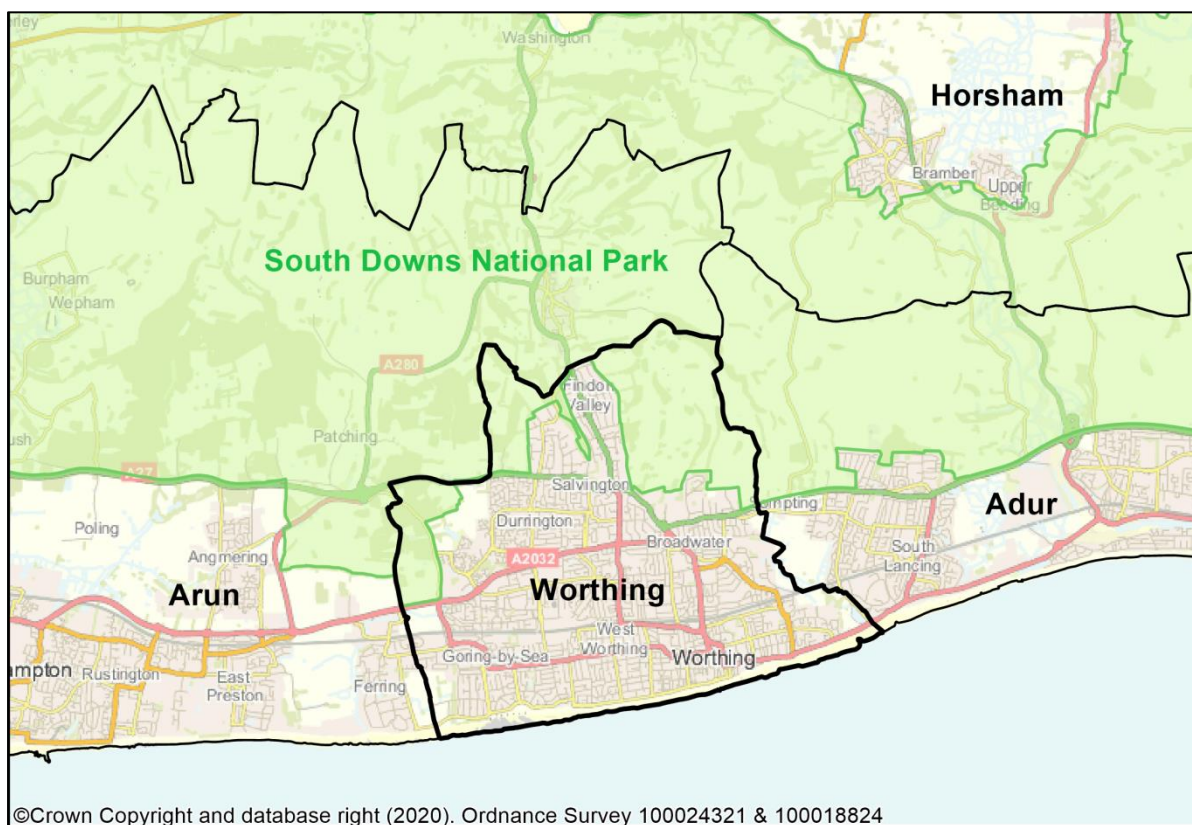 Washington
Horsham
Bramber
Upper
Beeding
South Downs National Park
Burpham
Wepham
A280
Findon
Valley
Patching
A27
Salvington
Sompting
Poling
Durrington
Adur
Angmering
A2032
Broadwater
South
Lancing
Arun
Worthing
West
Worthing
Goring-by-Sea
Worthing
ampton
Rustington
East
Preston
Ferring
©Crown Copyright and database right (2020). Ordnance Survey 100024321 & 100018824